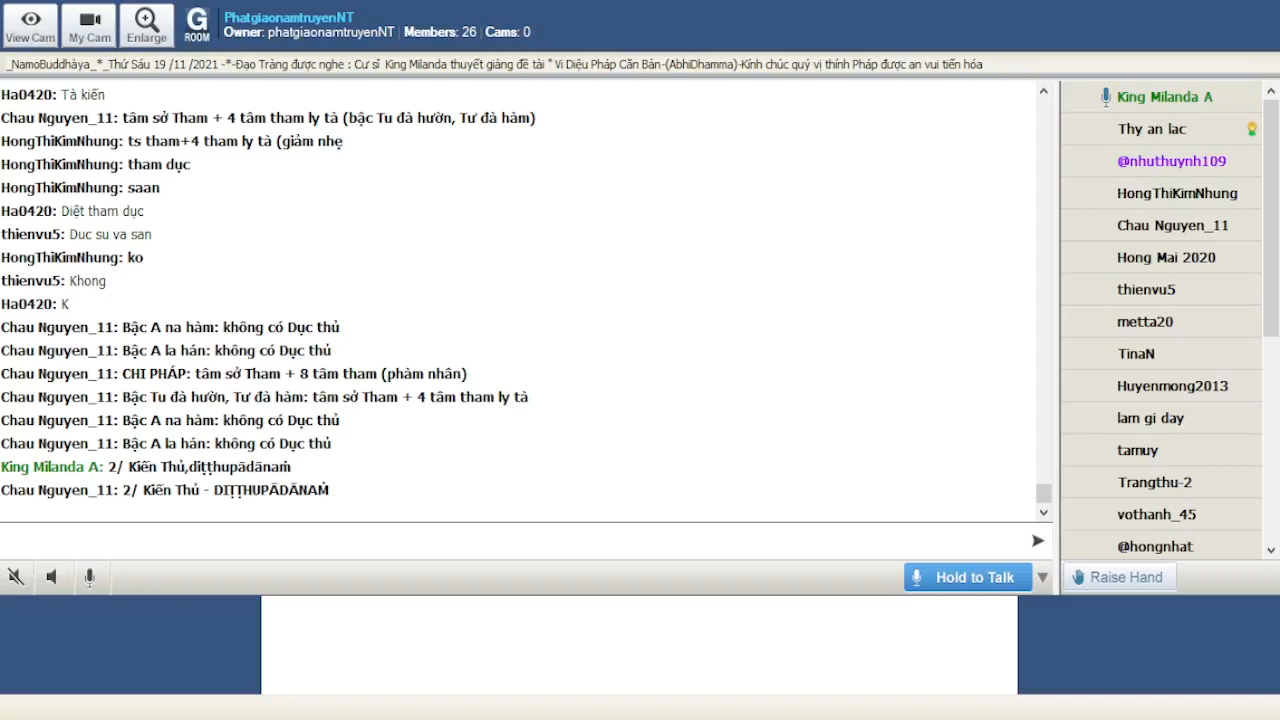 View Cam
My Cam
Enlarge
G
ROOM
PhatgiaonamtruyenNT
Owner: phatgiaonamtruyenNT | Members: 26 | Cams: 0
_NamoBuddhàya_*_Thứ Sáu 19 /11 /2021 -*-Đạo Tràng được nghe : Cư sĩ King Milanda thuyết giảng đề tài " Vi Diệu Pháp Căn Bản-(AbhiDhamma)-Kính chúc quý vị thính Pháp được an vui tiến hóa
Ha0420: Tà kiến
Chau Nguyen_11: tâm sở Tham + 4 tâm tham ly tà (bậc Tu đà hườn, Tư đà hàm)
HongThiKimNhung: ts tham+4 tham ly tà (giảm nhẹ
HongThiKimNhung: tham dục
HongThiKimNhung: saan
Ha0420: Diệt tham dục
thienvu5: Duc su va san
HongThiKimNhung: ko
thienvu5: Khong
Ha0420: K
Chau Nguyen_11: Bậc A na hàm: không có Dục thủ
Chau Nguyen_11: Bậc A la hán: không có Dục thủ
Chau Nguyen_11: CHI PHÁP: tâm sở Tham + 8 tâm tham (phàm nhân)
Chau Nguyen_11: Bậc Tu đà hườn, Tư đà hàm: tâm sở Tham + 4 tâm tham ly tà
Chau Nguyen_11: Bậc A na hàm: không có Dục thủ
Chau Nguyen_11: Bậc A la hán: không có Dục thủ
King Milanda A: 2/ Kiến Thủ,diṭṭhupādānaṁ
Chau Nguyen_11: 2/ Kiến Thủ - DIṬṬHUPĀDĀNAṀ
King Milanda A
Thy an lac
@nhuthuynh109
HongThiKimNhung
Chau Nguyen_11
Hong Mai 2020
thienvu5
metta20
TinaN
Huyenmong2013
lam gi day
tamuy
Trangthu-2
vothanh_45
@hongnhat
Hold to Talk
Raise Hand